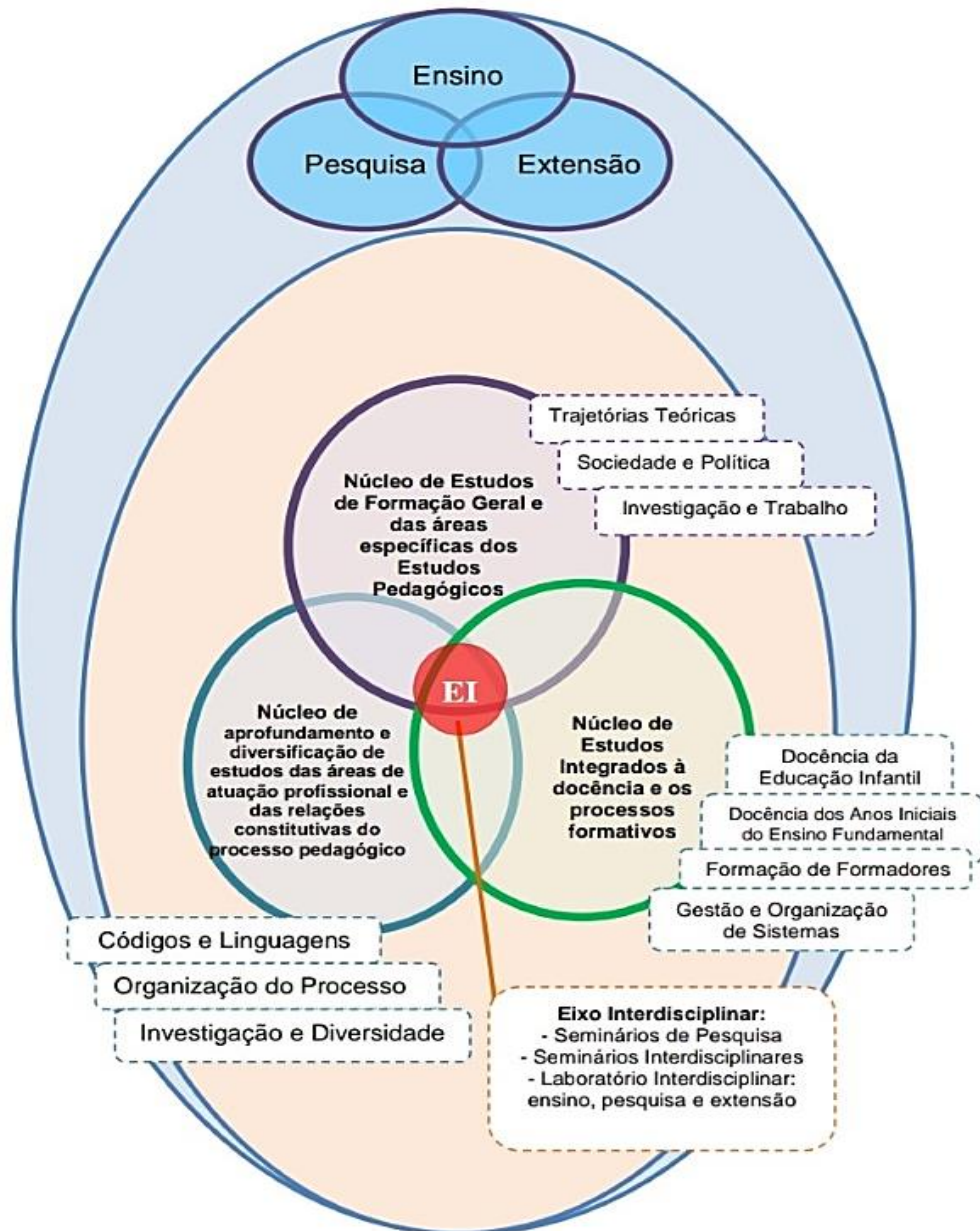 Ensino
Pesquisa
Extensão
Trajetórias Teóricas
Sociedade e Política
Investigação e Trabalho
Núcleo de Estudos
de Formação Geral e
das áreas
específicas dos
Estudos
Pedagógicos
EI
Núcleo de
aprofundamento e
diversificação de
estudos das áreas de
atuação profissional e
das relações
constitutivas do
processo pedagógico
Núcleo de
Estudos
Integrados à
docência e os
processos
formativos
Docência da
Educação Infantil
Docência dos Anos Iniciais
do Ensino Fundamental
Formação de Formadores
Gestão e Organização
de Sistemas
Códigos e Linguagens
Organização do Processo
Investigação e Diversidade
Eixo Interdisciplinar:
- Seminários de Pesquisa
- Seminários Interdisciplinares
- Laboratório Interdisciplinar:
ensino, pesquisa e extensão